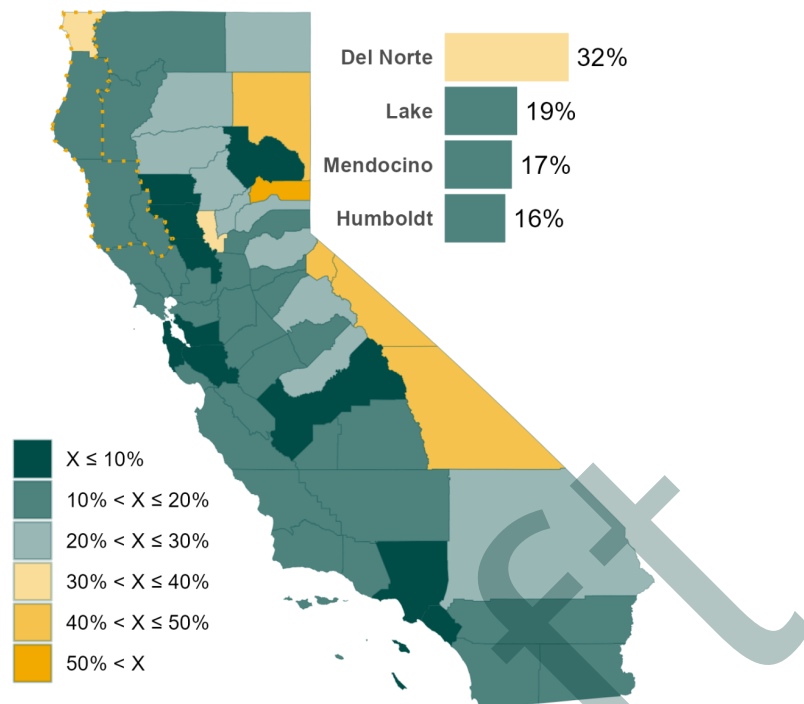 Del Norte 32%
Lake 19%
Mendocino 17%
Humboldt 16%
X ≤ 10%
10% < X ≤ 20%
20% < X ≤ 30%
30% < X ≤ 40%
40% < X ≤ 50%
50% < X
ft